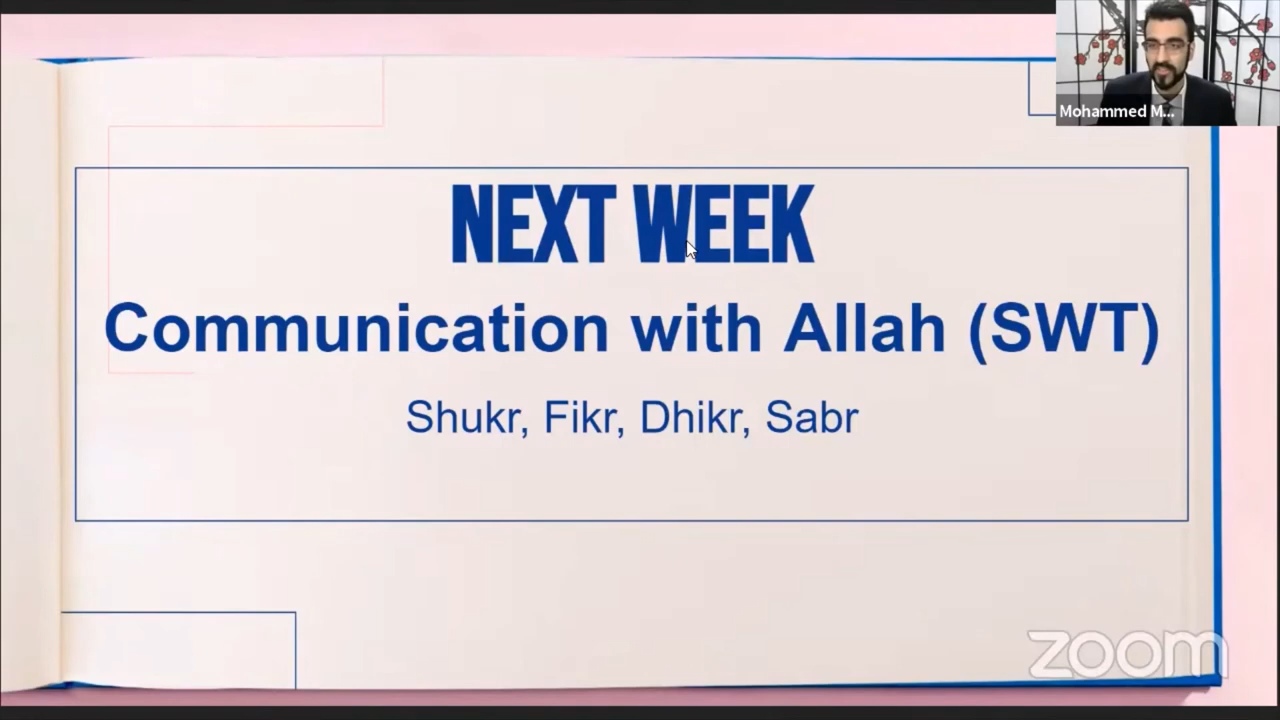 Mohammed M...
NEXT WEEK
Communication with Allah (SWT)
Shukr, Fikr, Dhikr, Sabr
zoom